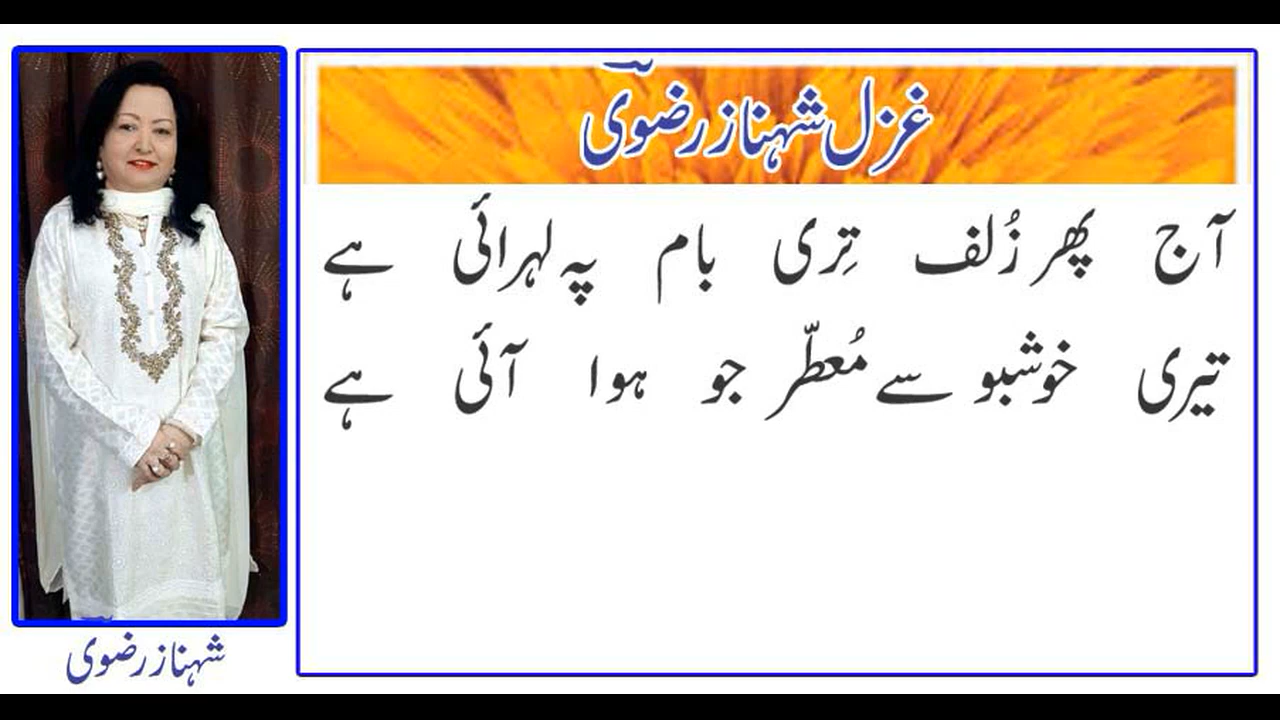 غزل شہناز رضوی
آج پھر زُلف تِری بام پہ لہرائی ہے
تیری خوشبو سے مُعطّر جو ہوا آئی ہے
شہناز رضوی